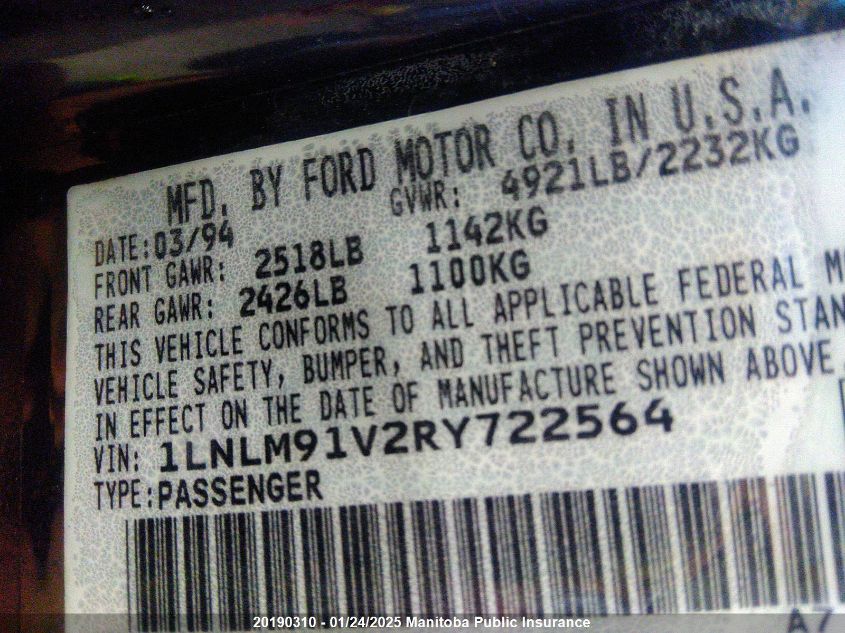 MFD. BY FORD MOTOR CO. IN U.S.A.
DATE: 03/94 GVWR: 4921LB/2232KG
FRONT GAWR: 2518LB 1142KG
REAR GAWR: 2426LB 1100KG
THIS VEHICLE CONFORMS TO ALL APPLICABLE FEDERAL M
VEHICLE SAFETY, BUMPER, AND THEFT PREVENTION STAN
IN EFFECT ON THE DATE OF MANUFACTURE SHOWN ABOVE
VIN: 1LNLM91V2RY722564
TYPE: PASSENGER
A7
20190310 - 01/24/2025 Manitoba Public Insurance